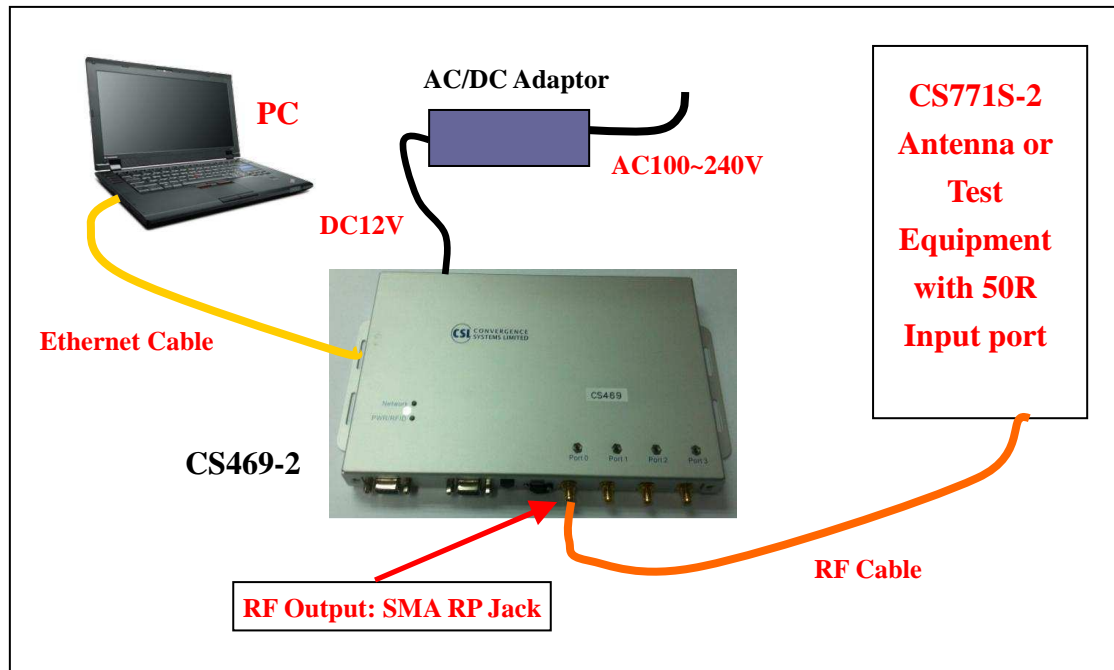 PC
AC/DC Adaptor
AC100~240V
DC12V
CS771S-2
Antenna or
Test
Equipment
with 50R
Input port
Ethernet Cable
CSL CONVERGENCE
SYSTEMS LIMITED
CS469
Network
PWR/RFID
Port 0
Port 1
Port 2
Port 3
CS469-2
RF Cable
RF Output: SMA RP Jack